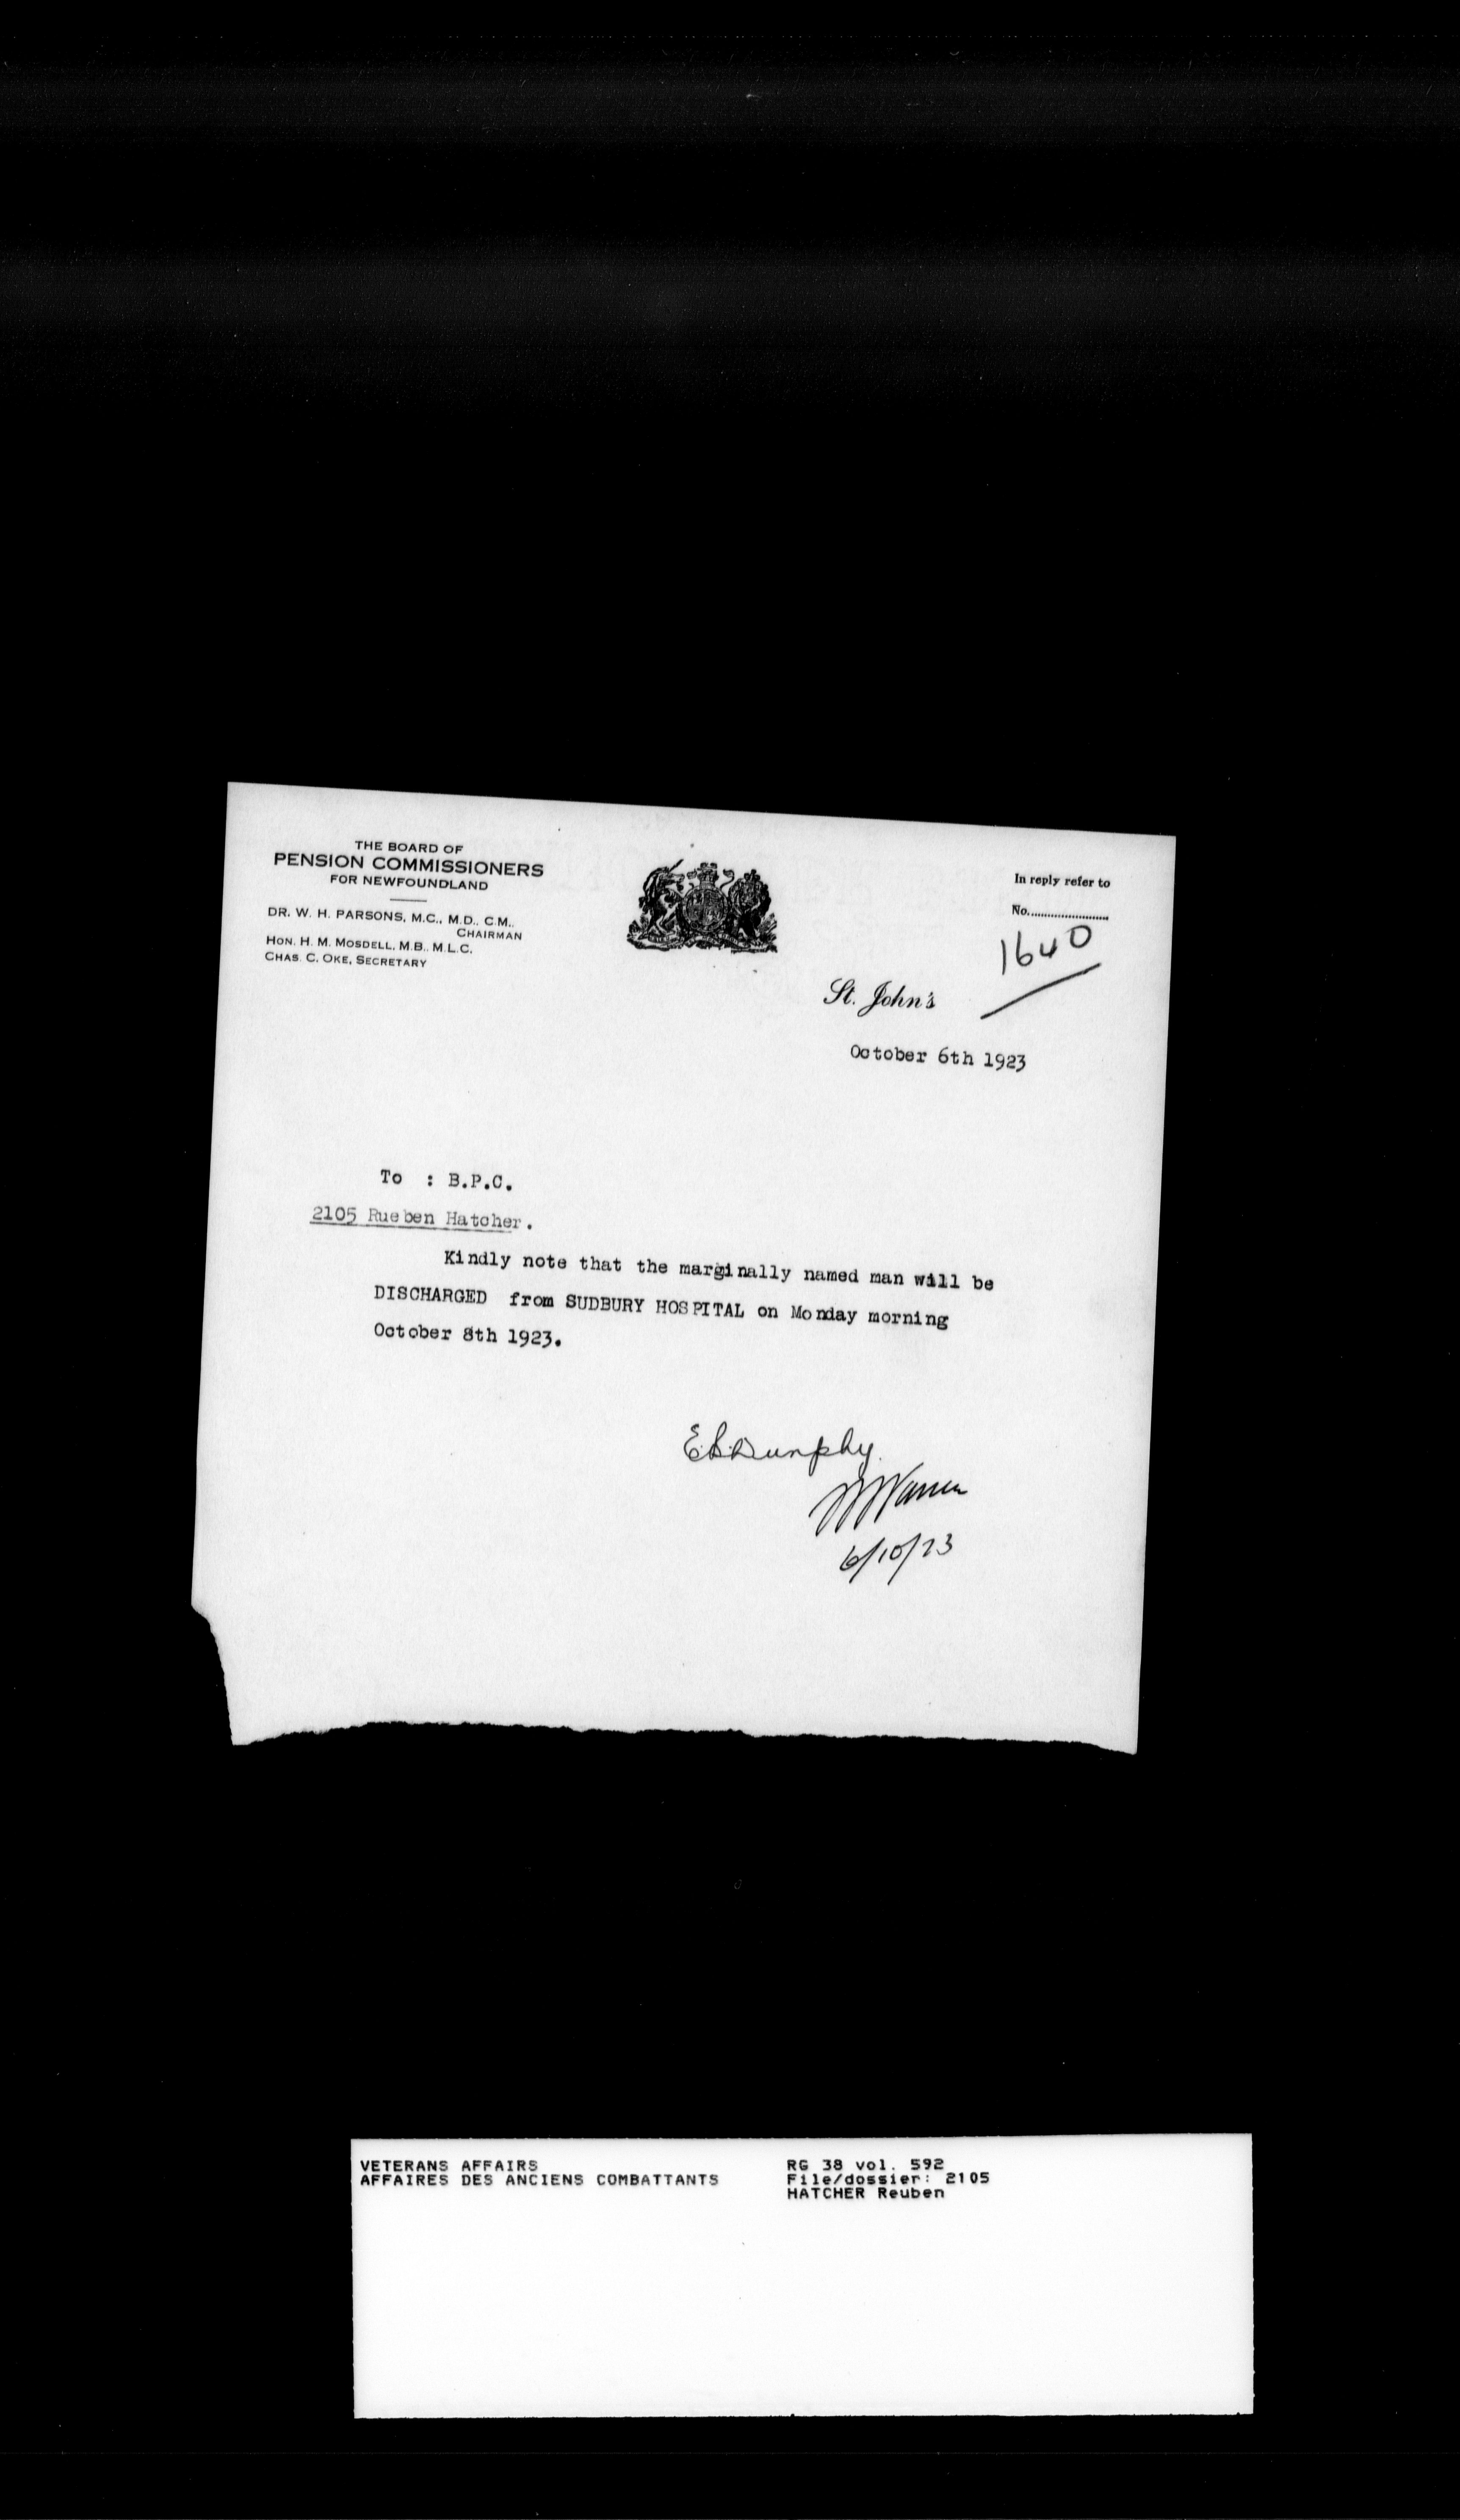 THE BOARD OF
PENSION COMMISSIONERS
FOR NEWFOUNDLAND
DR. W. H. PARSONS, M.C., M.D., C.M.,
CHAIRMAN
HON. H. M. MOSDELL, M.B., M.L.C.
CHAS. C. OKE, SECRETARY
In reply refer to
No.
1640
St. John's
October 6th 1923
To : B.P.C.
2105 Rueben Hatcher.
Kindly note that the marginally named man will be
DISCHARGED from SUDBURY HOSPITAL on Monday morning
October 8th 1923.
Dunphy
6/10/23
VETERANS AFFAIRS
AFFAIRES DES ANCIENS COMBATTANTS
RG 38 vol. 592
File/dossier: 2105
HATCHER Reuben